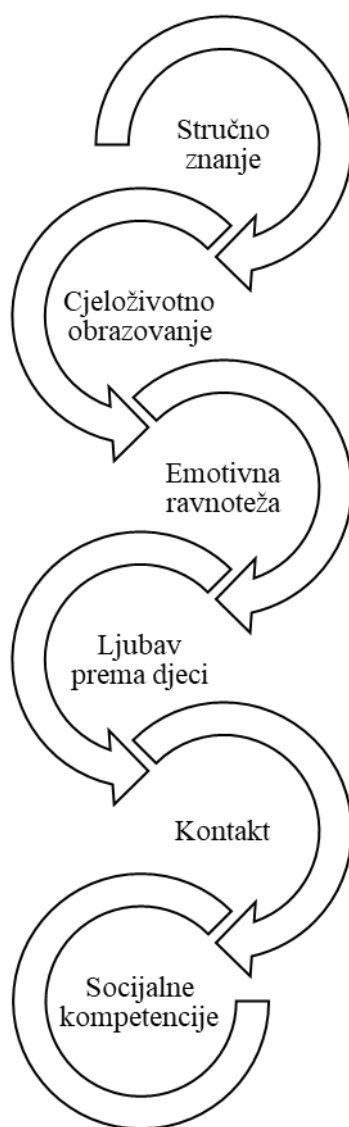 Stručno
znanje
Cjeloživotno
obrazovanje
Emotivna
ravnoteža
Ljubav
prema djeci
Kontakt
Socijalne
kompetencije